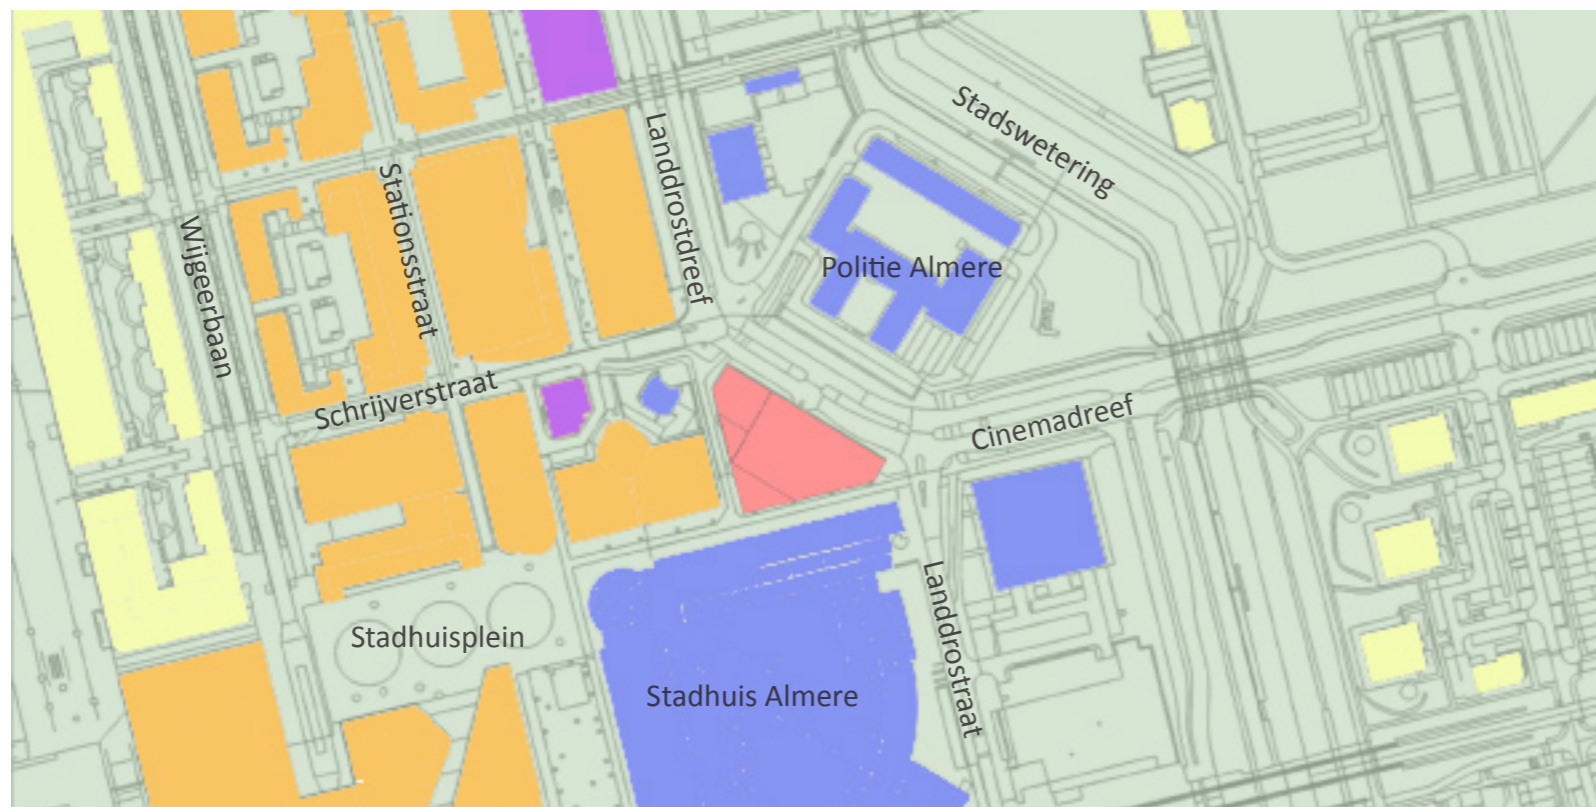 Stadswetering
Landdrostdreef
Stationsstraat
Wijgeerbaan
Politie Almere
Schrijverstraat
Cinemadreef
Landdrostraat
Stadhuisplein
Stadhuis Almere